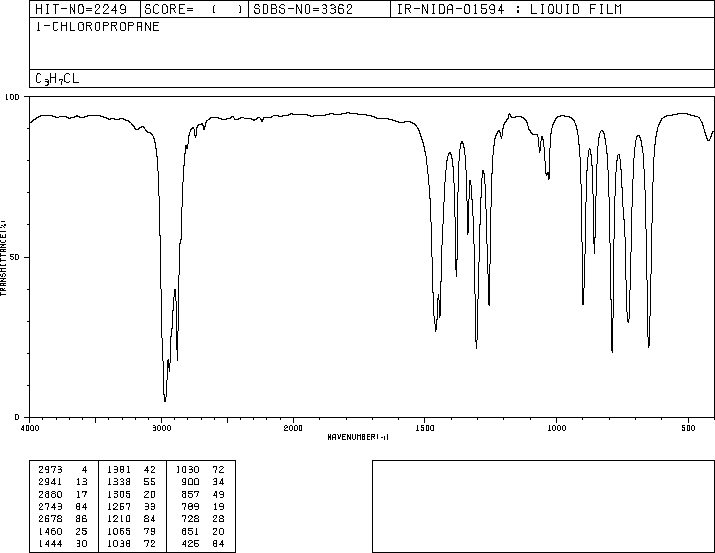 HIT-NO=2249 SCORE= ( ) SDBS-NO=3362 IR-NIDA-01594 : LIQUID FILM
1-CHLOROPROPANE
C3H7CL
100
50
0
TRANSMITTANCE(%)
4000 3000 2000 1500 1000 500
WAVENUMBER(-1)
2973 4 1381 42 1030 72
2941 13 1338 55 900 34
2880 17 1305 20 857 49
2749 84 1257 33 789 19
2678 86 1210 84 728 28
1460 25 1065 79 651 20
1444 30 1038 72 425 84